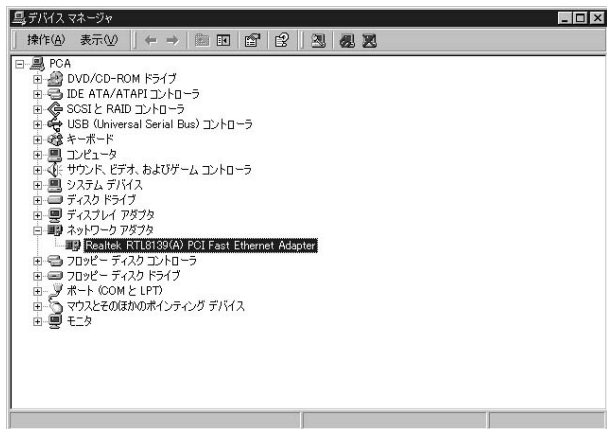 デバイス マネージャ
操作(A) 表示(V)
PCA
DVD/CD-ROM ドライブ
IDE ATA/ATAPI コントローラ
SCSI と RAID コントローラ
USB (Universal Serial Bus) コントローラ
キーボード
コンピュータ
サウンド、ビデオ、およびゲーム コントローラ
システム デバイス
ディスク ドライブ
ディスプレイ アダプタ
ネットワーク アダプタ
Realtek RTL8139(A) PCI Fast Ethernet Adapter
フロッピー ディスク コントローラ
フロッピー ディスク ドライブ
ポート (COM と LPT)
マウスとそのほかのポインティング デバイス
モニタ